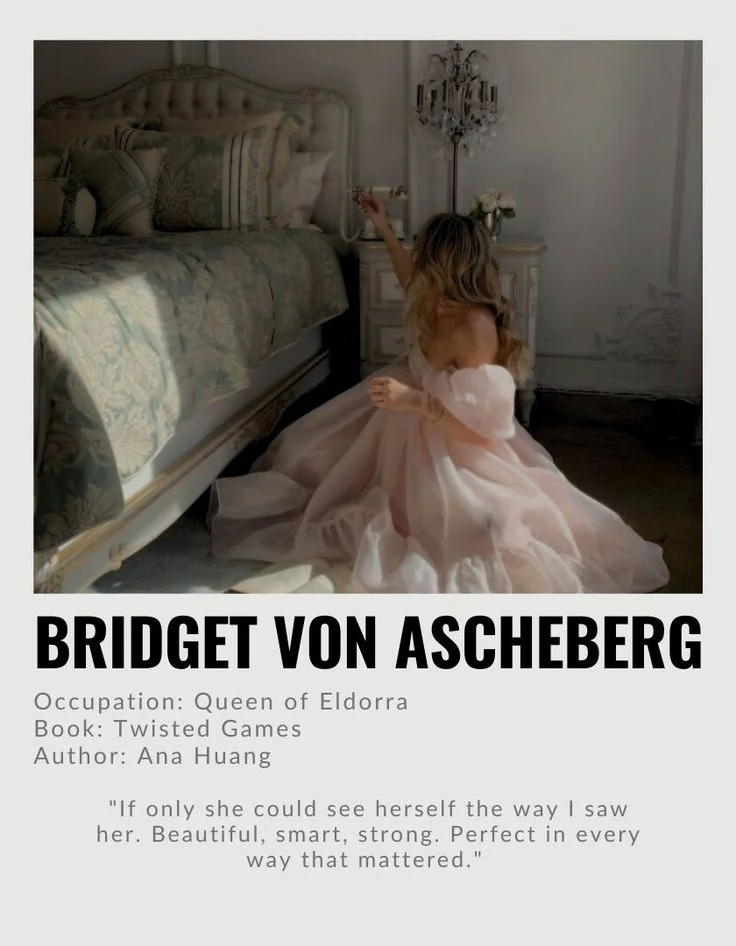 BRIDGET VON ASCHEBERG
Occupation: Queen of Eldorra
Book: Twisted Games
Author: Ana Huang
"If only she could see herself the way I saw
her. Beautiful, smart, strong. Perfect in every
way that mattered."